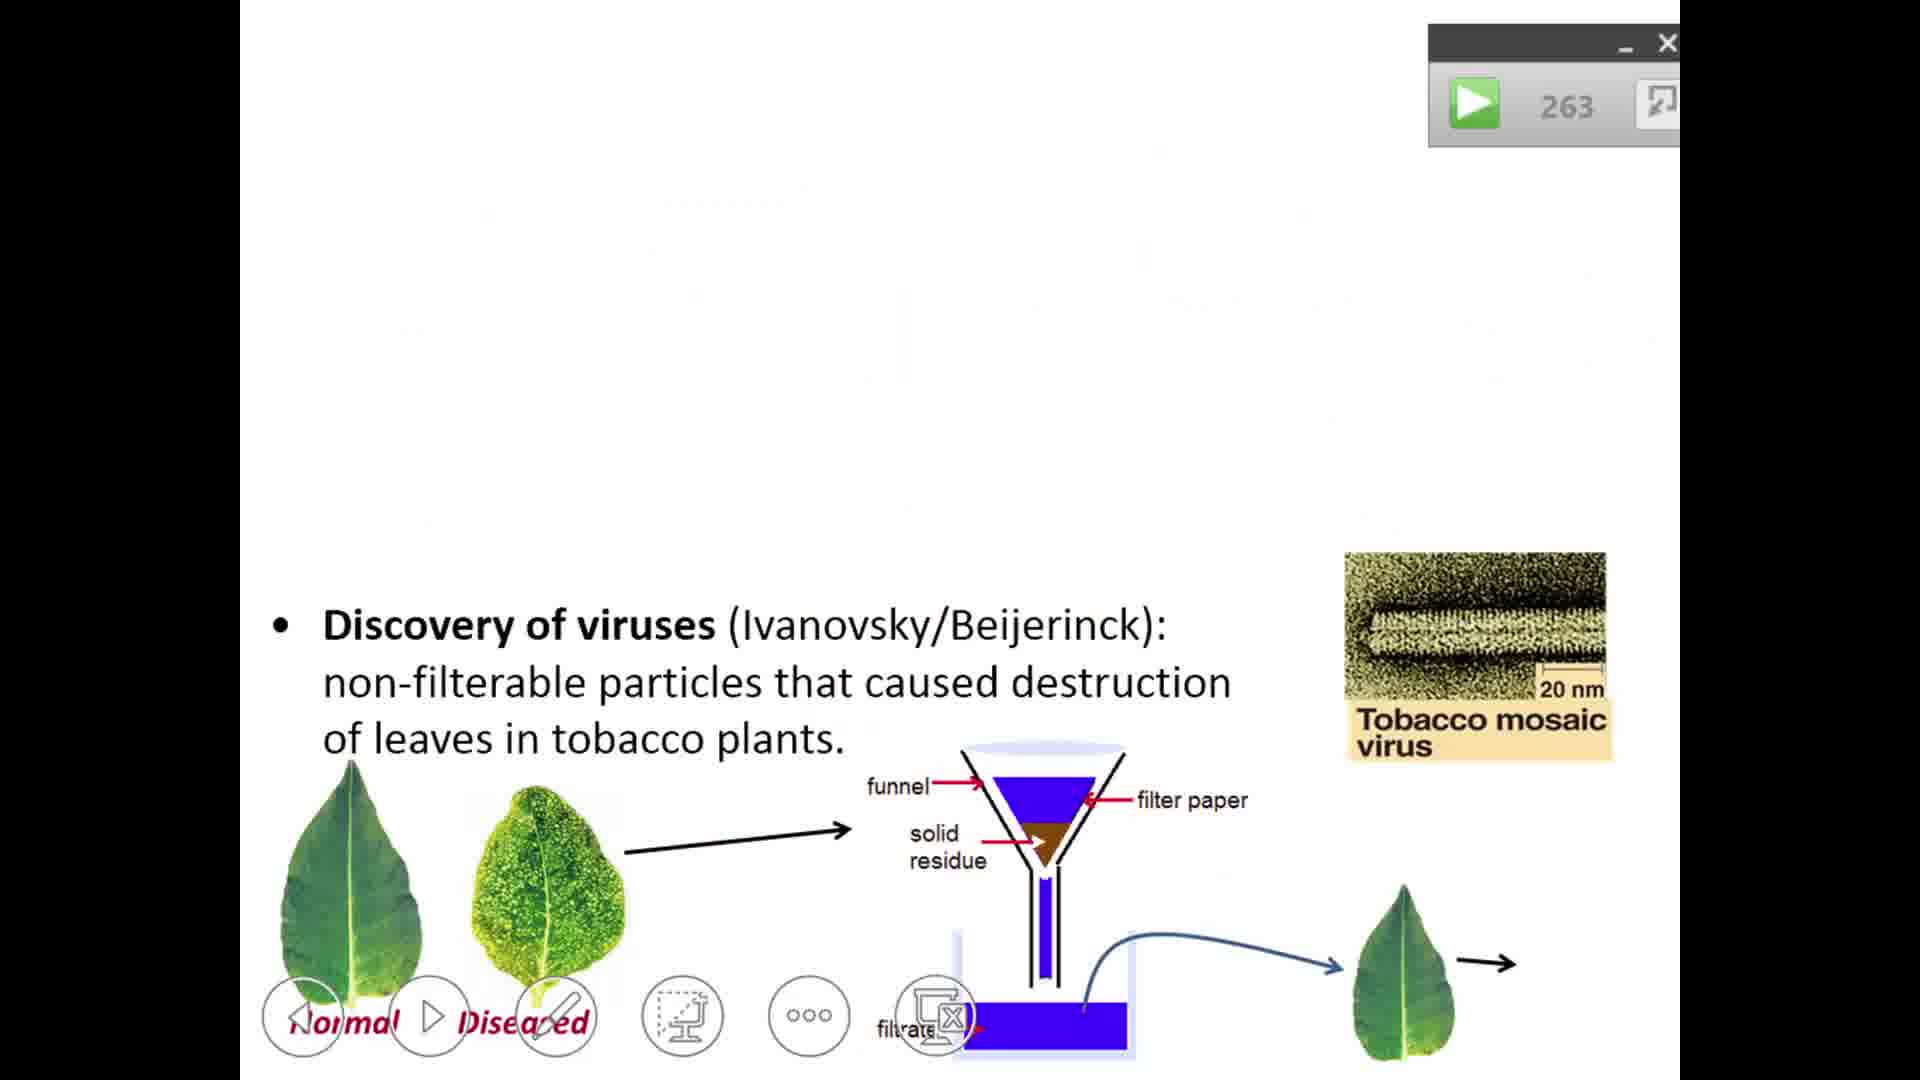 263
• Discovery of viruses (Ivanovsky/Beijerinck):
non-filterable particles that caused destruction
of leaves in tobacco plants.
20 nm
Tobacco mosaic
virus
funnel
filter paper
solid
residue
Normal
Diseased
filtrate